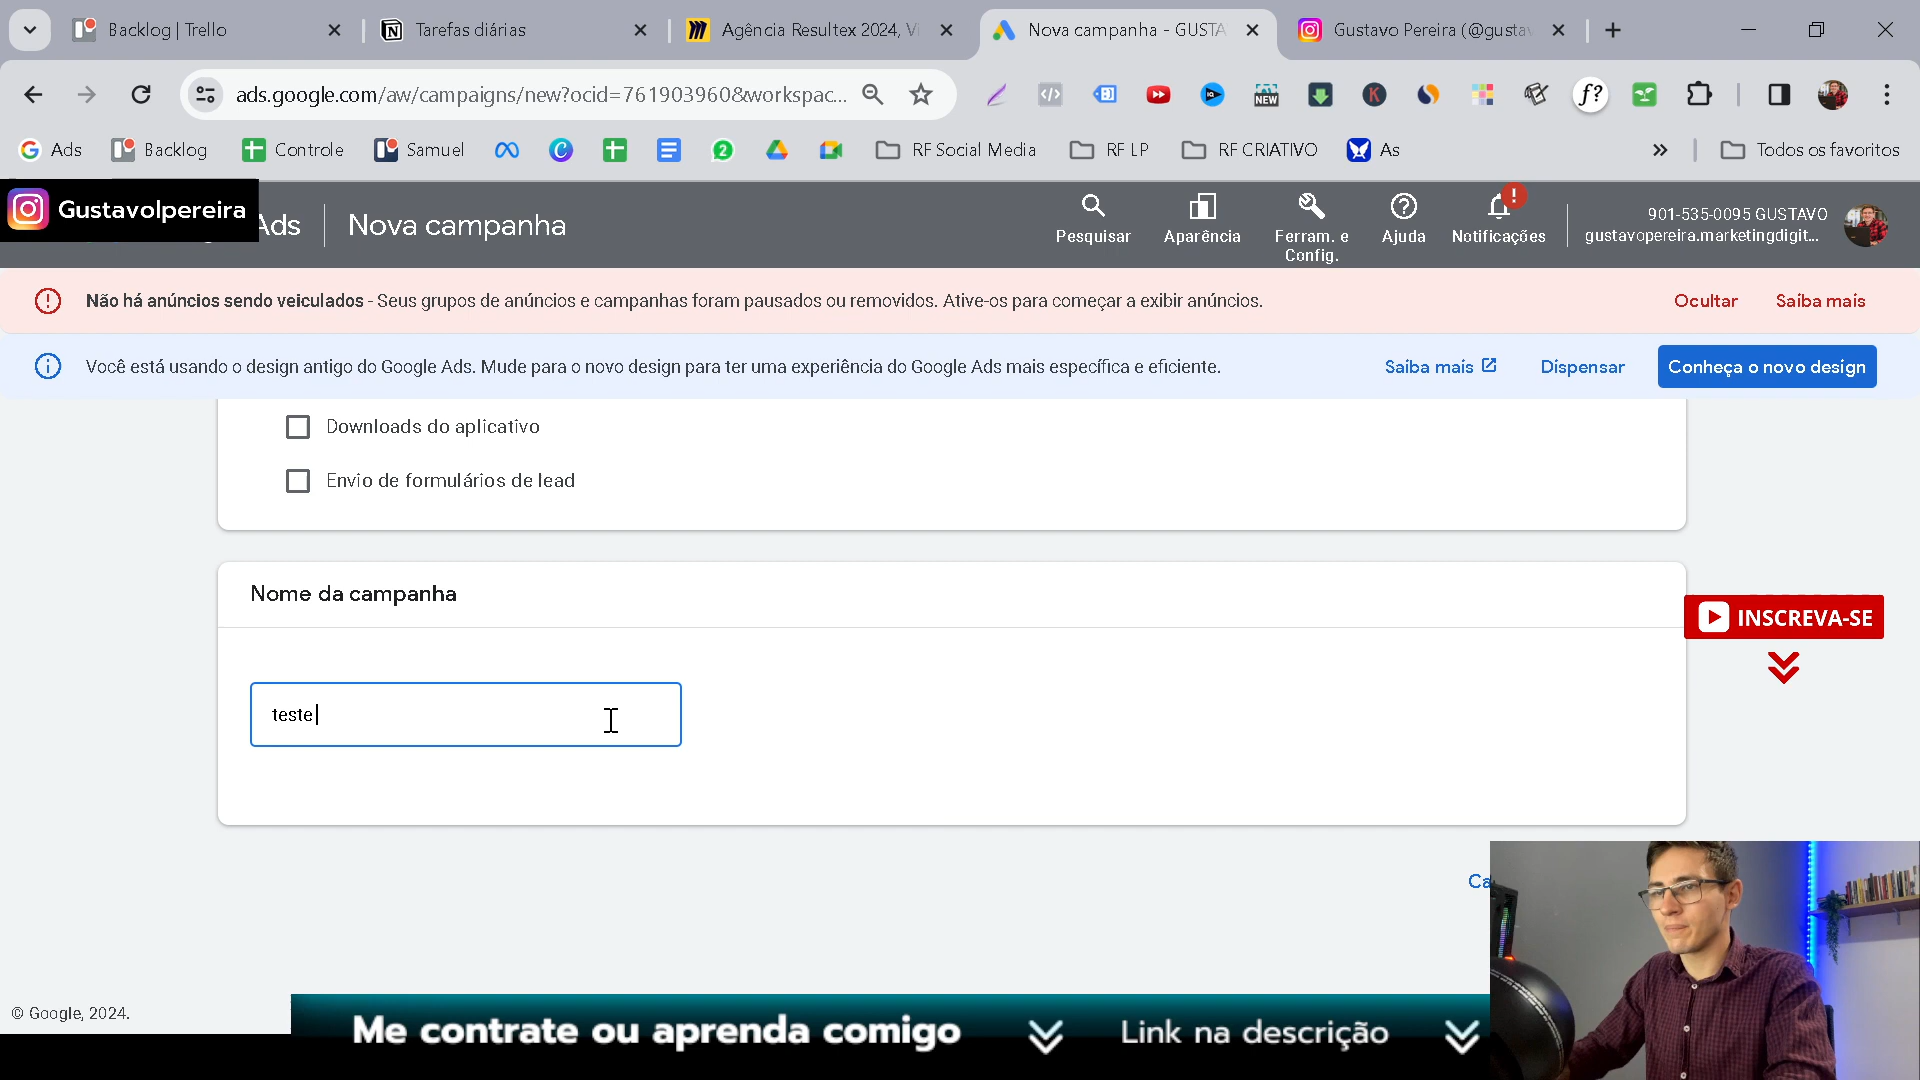 Backlog | Trello
Tarefas diárias
Agência Resultex 2024, Vi
Nova campanha - GUSTA
Gustavo Pereira (@gustav
ads.google.com/aw/campaigns/new?ocid=761903960&workspac...
NEW
K
f?
Ads
Backlog
Controle
Samuel
2
RF Social Media
RF LP
RF CRIATIVO
As
Todos os favoritos
Gustavolpereira
Ads
Nova campanha
Pesquisar
Aparência
Ferram. e
Config.
Ajuda
Notificações
901-535-0095 GUSTAVO
gustavopereira.marketingdigit...
Não há anúncios sendo veiculados - Seus grupos de anúncios e campanhas foram pausados ou removidos. Ative-os para começar a exibir anúncios.
Ocultar
Saiba mais
Você está usando o design antigo do Google Ads. Mude para o novo design para ter uma experiência do Google Ads mais específica e eficiente.
Saiba mais
Dispensar
Conheça o novo design
Downloads do aplicativo
Envio de formulários de lead
Nome da campanha
INSCREVA-SE
teste
Ca
© Google, 2024.
Me contrate ou aprenda comigo
Link na descrição